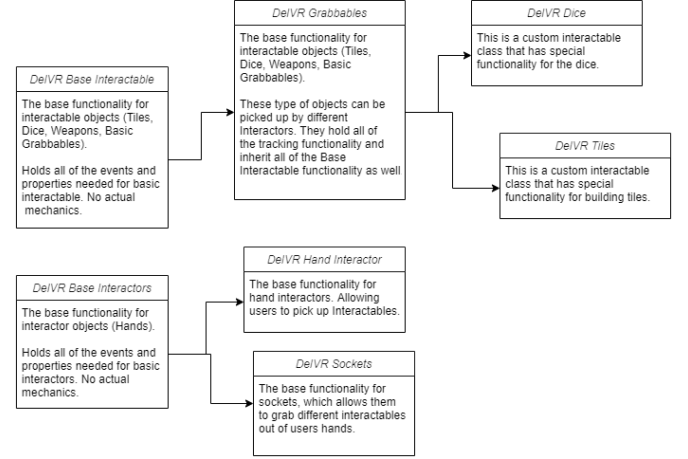 DelVR Base Interactable
The base functionality for
interactable objects (Tiles,
Dice, Weapons, Basic
Grabbables).
Holds all of the events and
properties needed for basic
interactable. No actual
mechanics.
DelVR Grabbables
The base functionality for
interactable objects (Tiles,
Dice, Weapons, Basic
Grabbables).
These type of objects can be
picked up by different
Interactors. They hold all of
the tracking functionality and
inherit all of the Base
Interactable functionality as well
DelVR Dice
This is a custom interactable
class that has special
functionality for the dice.
DelVR Tiles
This is a custom interactable
class that has special
functionality for building tiles.
DelVR Base Interactors
The base functionality for
interactor objects (Hands).
Holds all of the events and
properties needed for basic
interactors. No actual
mechanics.
DelVR Hand Interactor
The base functionality for
hand interactors. Allowing
users to pick up Interactables.
DelVR Sockets
The base functionality for
sockets, which allows them
to grab different interactables
out of users hands.